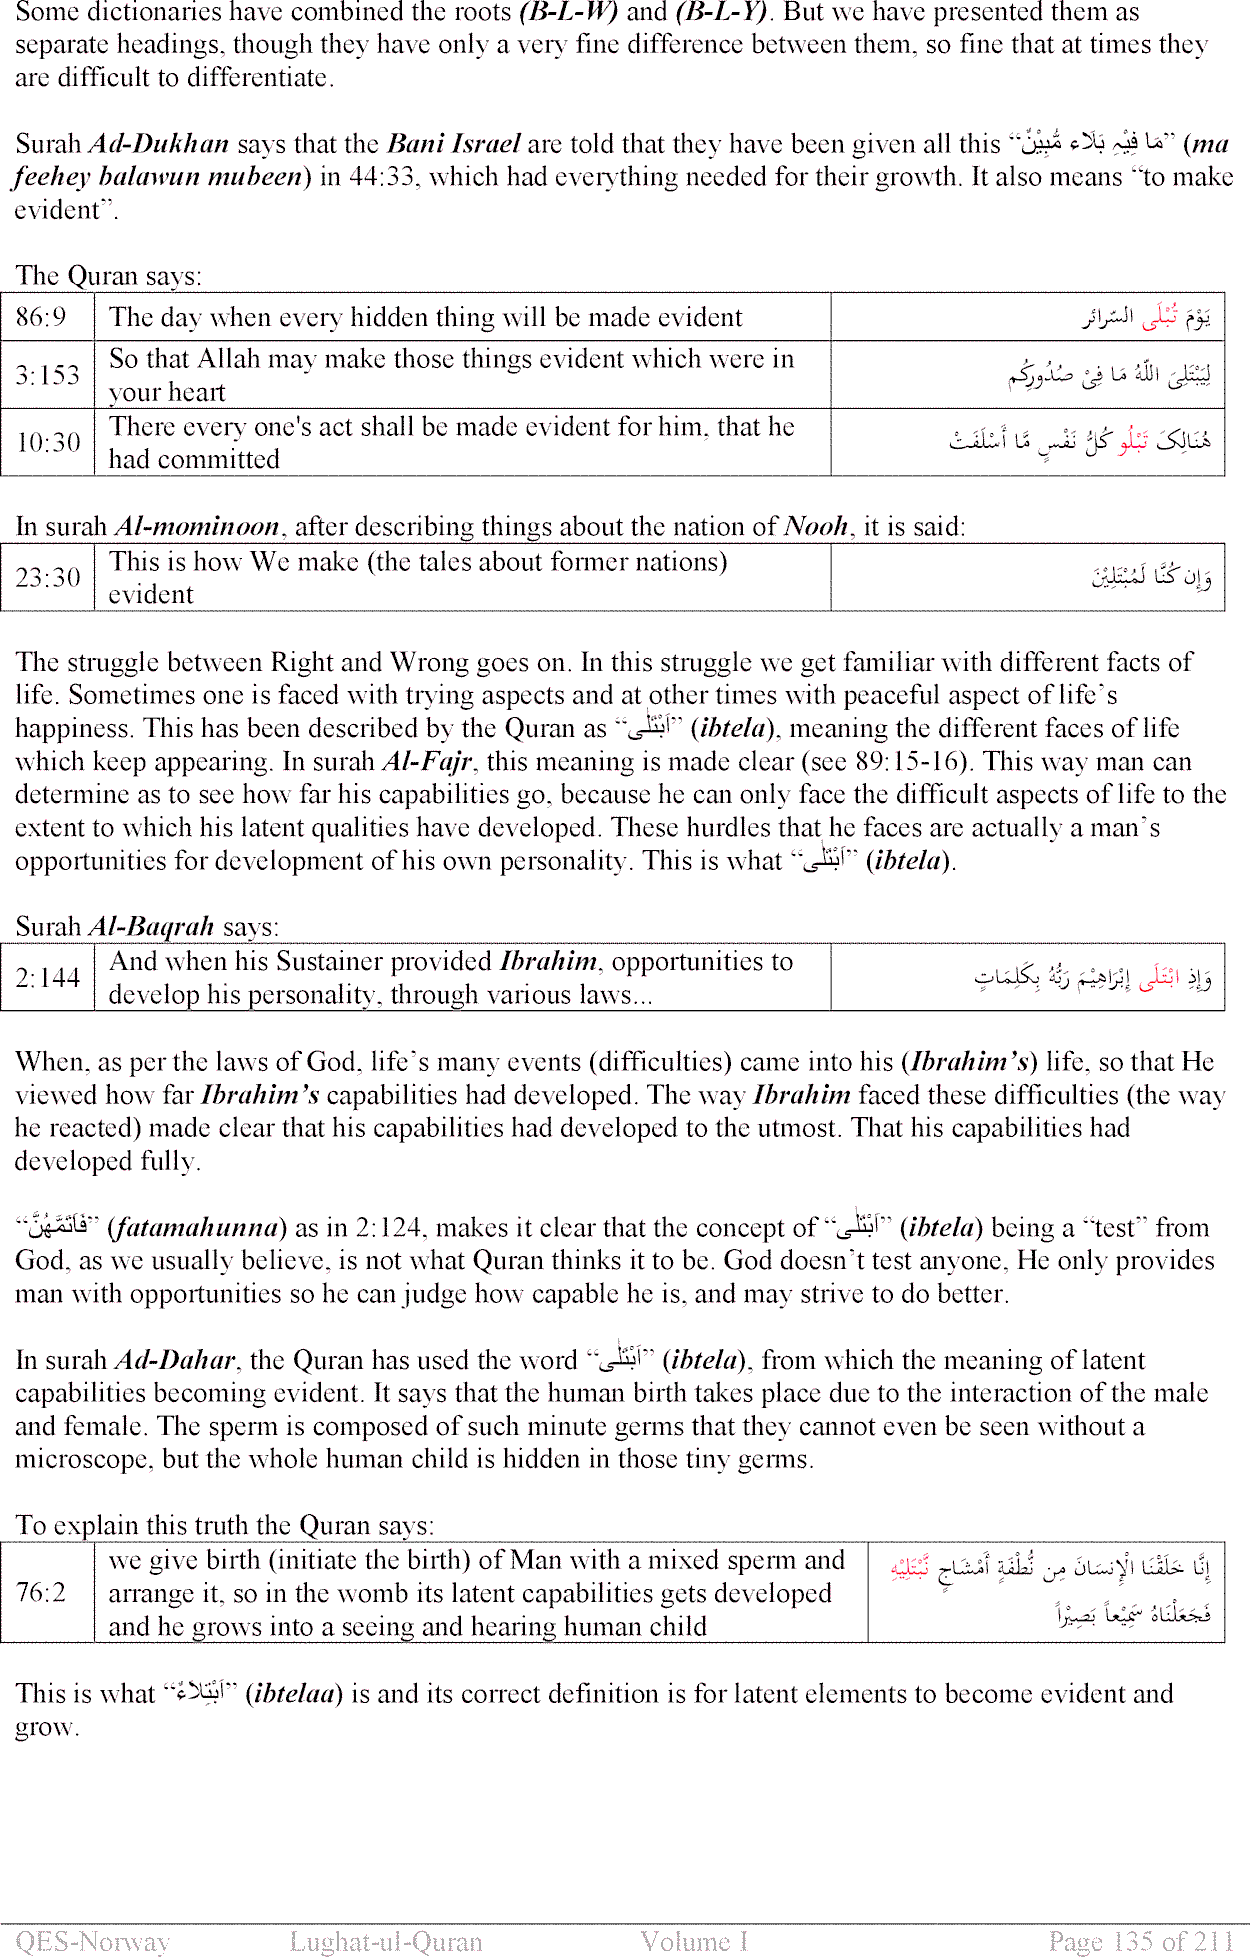 Some dictionaries have combined the roots (B-L-W) and (B-L-Y). But we have presented them as
separate headings, though they have only a very fine difference between them, so fine that at times they
are difficult to differentiate.
Surah Ad-Dukhan says that the Bani Israel are told that they have been given all this “مَا فِيْہِ بَلَاء مُّبِيْنٌ” (ma
feehey balawun mubeen) in 44:33, which had everything needed for their growth. It also means “to make
evident”.
The Quran says:
86:9 The day when every hidden thing will be made evident يَوْمَ تُبْلَى السَّرائر
3:153 So that Allah may make those things evident which were in
your heart لِيَبْتَلِىَ اللّٰهُ مَا فِىْ صُدُورِكُم
10:30 There every one's act shall be made evident for him, that he
had committed هُنَالِکَ تَبْلُو كُلُّ نَفْسٍ مَّا أَسْلَفَتْ
In surah Al-mominoon, after describing things about the nation of Nooh, it is said:
23:30 This is how We make (the tales about former nations)
evident وَإِن كُنَّا لَمُبْتَلِيْنَ
The struggle between Right and Wrong goes on. In this struggle we get familiar with different facts of
life. Sometimes one is faced with trying aspects and at other times with peaceful aspect of life’s
happiness. This has been described by the Quran as “اَبْتَلٰى” (ibtela), meaning the different faces of life
which keep appearing. In surah Al-Fajr, this meaning is made clear (see 89:15-16). This way man can
determine as to see how far his capabilities go, because he can only face the difficult aspects of life to the
extent to which his latent qualities have developed. These hurdles that he faces are actually a man’s
opportunities for development of his own personality. This is what “اَبْتَلٰى” (ibtela).
Surah Al-Baqrah says:
2:144 And when his Sustainer provided Ibrahim, opportunities to
develop his personality, through various laws... وَإِذِ ابْتَلَى إِبْرَاهِيْمَ رَبُّهُ بِكَلِمَاتٍ
When, as per the laws of God, life’s many events (difficulties) came into his (Ibrahim’s) life, so that He
viewed how far Ibrahim’s capabilities had developed. The way Ibrahim faced these difficulties (the way
he reacted) made clear that his capabilities had developed to the utmost. That his capabilities had
developed fully.
“فَاَتَمَّهُنَّ” (fatamahunna) as in 2:124, makes it clear that the concept of “اَبْتَلٰى” (ibtela) being a “test” from
God, as we usually believe, is not what Quran thinks it to be. God doesn’t test anyone, He only provides
man with opportunities so he can judge how capable he is, and may strive to do better.
In surah Ad-Dahar, the Quran has used the word “اَبْتَلٰى” (ibtela), from which the meaning of latent
capabilities becoming evident. It says that the human birth takes place due to the interaction of the male
and female. The sperm is composed of such minute germs that they cannot even be seen without a
microscope, but the whole human child is hidden in those tiny germs.
To explain this truth the Quran says:
76:2 we give birth (initiate the birth) of Man with a mixed sperm and
arrange it, so in the womb its latent capabilities gets developed
and he grows into a seeing and hearing human child إِنَّا خَلَقْنَا الْإِنسَانَ مِن نُّطْفَةٍ أَمْشَاجٍ نَّبْتَلِيْهِ
فَجَعَلْنَاهُ سَمِيْعاً بَصِيْراً
This is what “اَبْتِلَاءٌ” (ibtelaa) is and its correct definition is for latent elements to become evident and
grow.
QES-Norway Lughat-ul-Quran Volume I Page 135 of 211